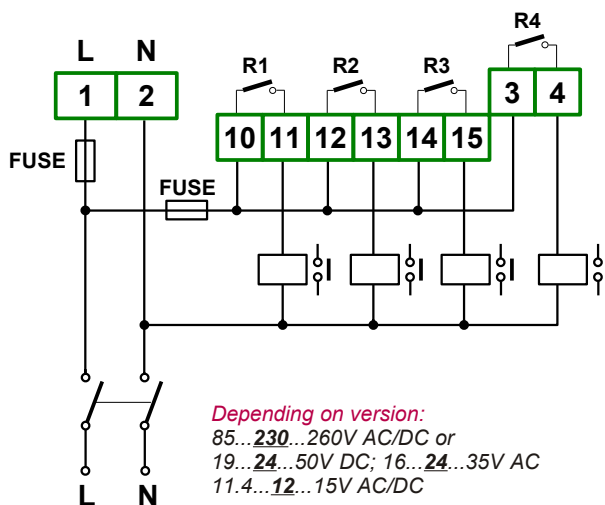 R4
L N
R1 R2 R3
1 2
3 4
10 11 12 13 14 15
FUSE
FUSE
Depending on version:
85...230...260V AC/DC or
19...24...50V DC; 16...24...35V AC
11.4...12...15V AC/DC
L N